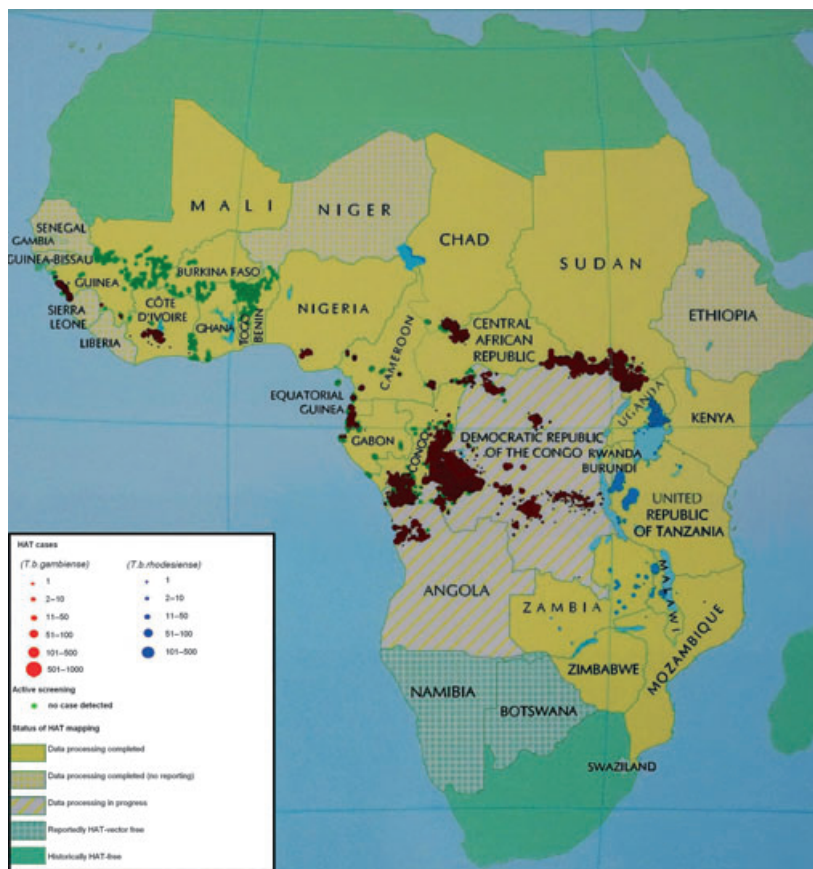 MALI
NIGER
CHAD
SUDAN
SENEGAL
GAMBIA
GUINEA-BISSAU
GUINEA
BURKINA FASO
SIERRA
LEONE
LIBERIA
CÔTE
D'IVOIRE
GHANA
TOGO
BENIN
NIGERIA
CAMEROON
CENTRAL
AFRICAN
REPUBLIC
ETHIOPIA
EQUATORIAL
GUINEA
GABON
CONGO
DEMOCRATIC REPUBLIC
OF THE CONGO
UGANDA
KENYA
RWANDA
BURUNDI
UNITED
REPUBLIC
OF TANZANIA
ANGOLA
ZAMBIA
MALAWI
MOZAMBIQUE
ZIMBABWE
NAMIBIA
BOTSWANA
SWAZILAND
HAT cases
(T.b.gambiense) (T.b.rhodesiense)
1 1
2–10 2–10
11–50 11–50
51–100 51–100
101–500 101–500
501–1000
Active screening
no case detected
Status of HAT mapping
Data processing completed
Data processing completed (no reporting)
Data processing in progress
Reportedly HAT-vector free
Historically HAT-free